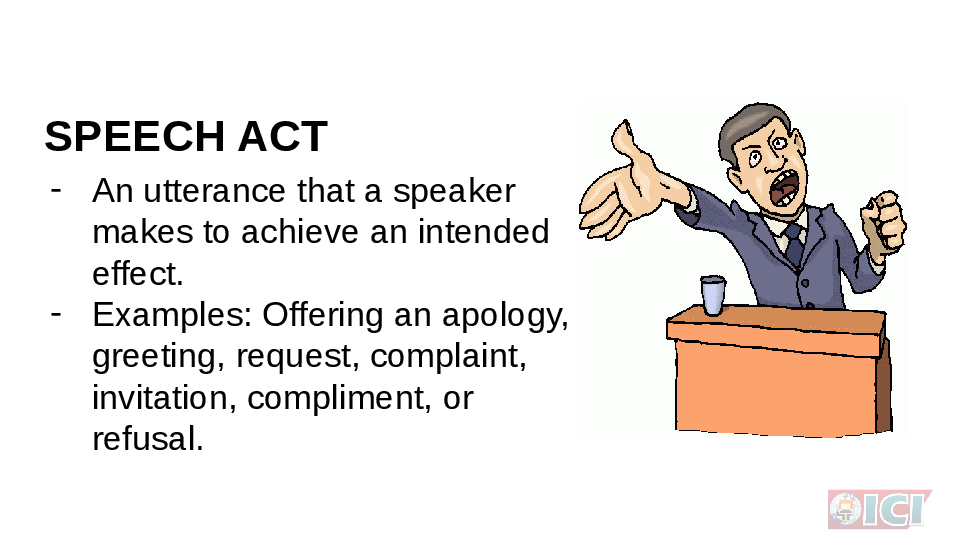 SPEECH ACT
- An utterance that a speaker
makes to achieve an intended
effect.
- Examples: Offering an apology,
greeting, request, complaint,
invitation, compliment, or
refusal.
ICI